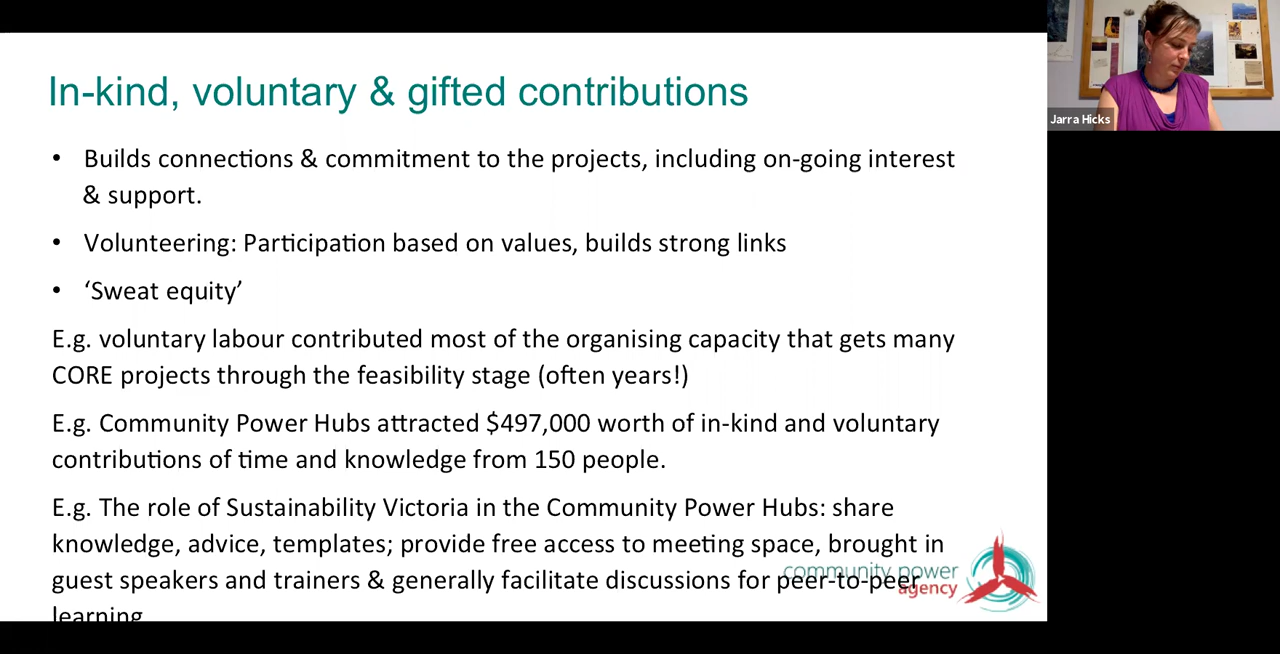 In-kind, voluntary & gifted contributions
• Builds connections & commitment to the projects, including on-going interest
& support.
• Volunteering: Participation based on values, builds strong links
• ‘Sweat equity’
E.g. voluntary labour contributed most of the organising capacity that gets many
CORE projects through the feasibility stage (often years!)
E.g. Community Power Hubs attracted $497,000 worth of in-kind and voluntary
contributions of time and knowledge from 150 people.
E.g. The role of Sustainability Victoria in the Community Power Hubs: share
knowledge, advice, templates; provide free access to meeting space, brought in
guest speakers and trainers & generally facilitate discussions for peer-to-peer
learning
community power
agency
Jarra Hicks